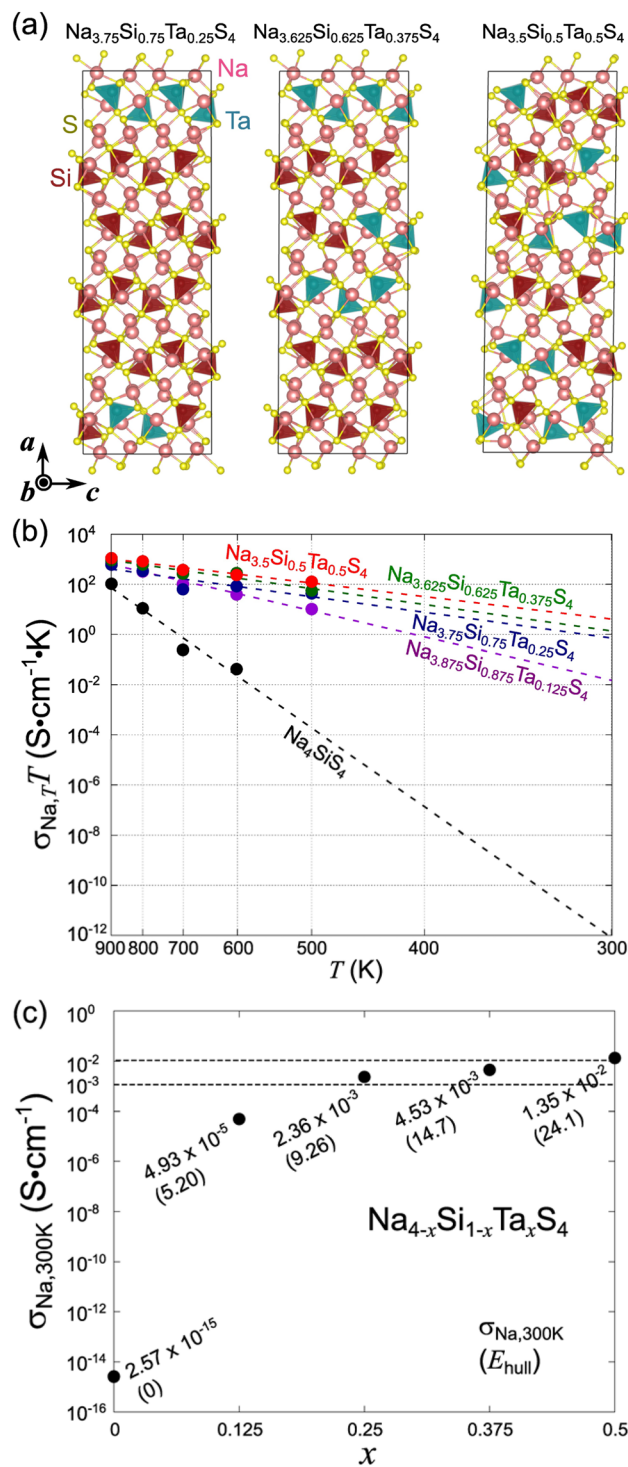 (a)
Na3.75Si0.75Ta0.25S4 Na3.625Si0.625Ta0.375S4 Na3.5Si0.5Ta0.5S4
Na
S
Ta
Si
a
b
c
(b)
σNa,T T (S•cm−1•K)
10^4
10^2
10^0
10^-2
10^-4
10^-6
10^-8
10^-10
10^-12
Na3.5Si0.5Ta0.5S4
Na3.625Si0.625Ta0.375S4
Na3.75Si0.75Ta0.25S4
Na3.875Si0.875Ta0.125S4
Na4SiS4
900 800 700 600 500 400 300
T (K)
(c)
σNa,300K (S•cm−1)
10^0
10^-2
10^-3
10^-4
10^-6
10^-8
10^-10
10^-12
10^-14
10^-16
2.57 x 10^-15
(0)
4.93 x 10^-5
(5.20)
2.36 x 10^-3
(9.26)
4.53 x 10^-3
(14.7)
1.35 x 10^-2
(24.1)
Na4-xSi1-xTaxS4
σNa,300K
(Ehull)
0 0.125 0.25 0.375 0.5
x